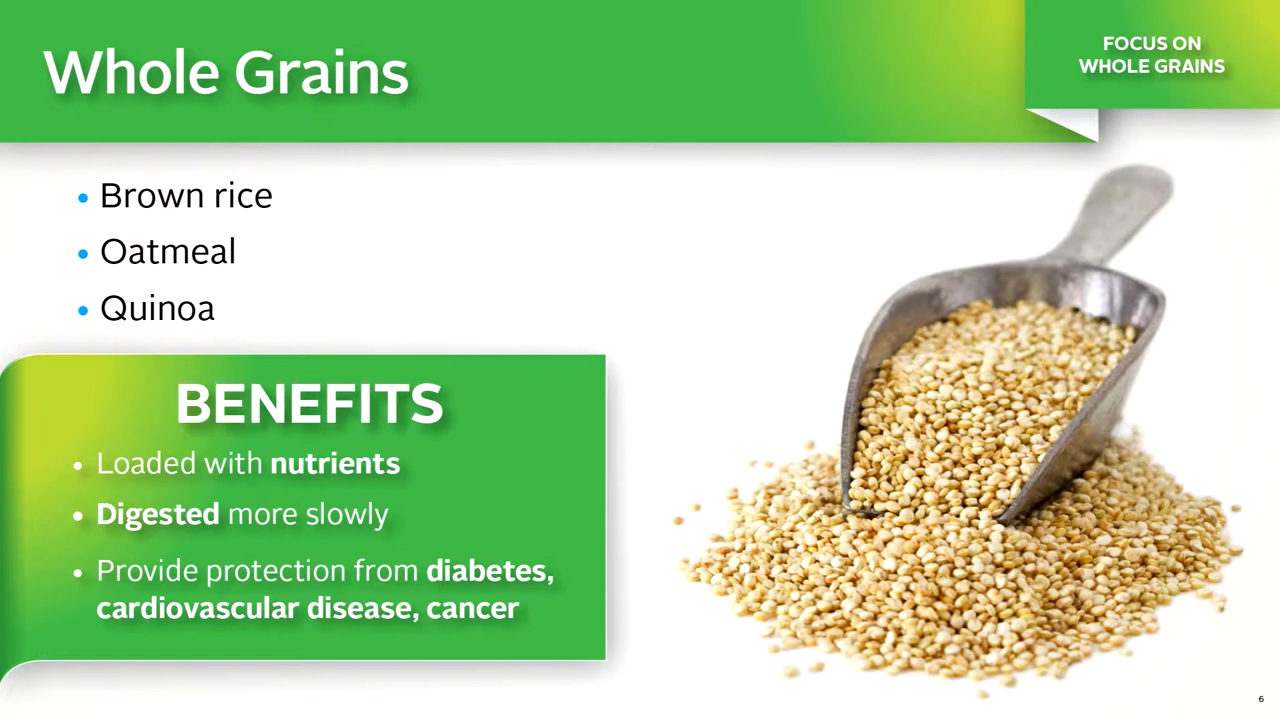 Whole Grains
FOCUS ON
WHOLE GRAINS
• Brown rice
• Oatmeal
• Quinoa
BENEFITS
• Loaded with nutrients
• Digested more slowly
• Provide protection from diabetes,
cardiovascular disease, cancer
6